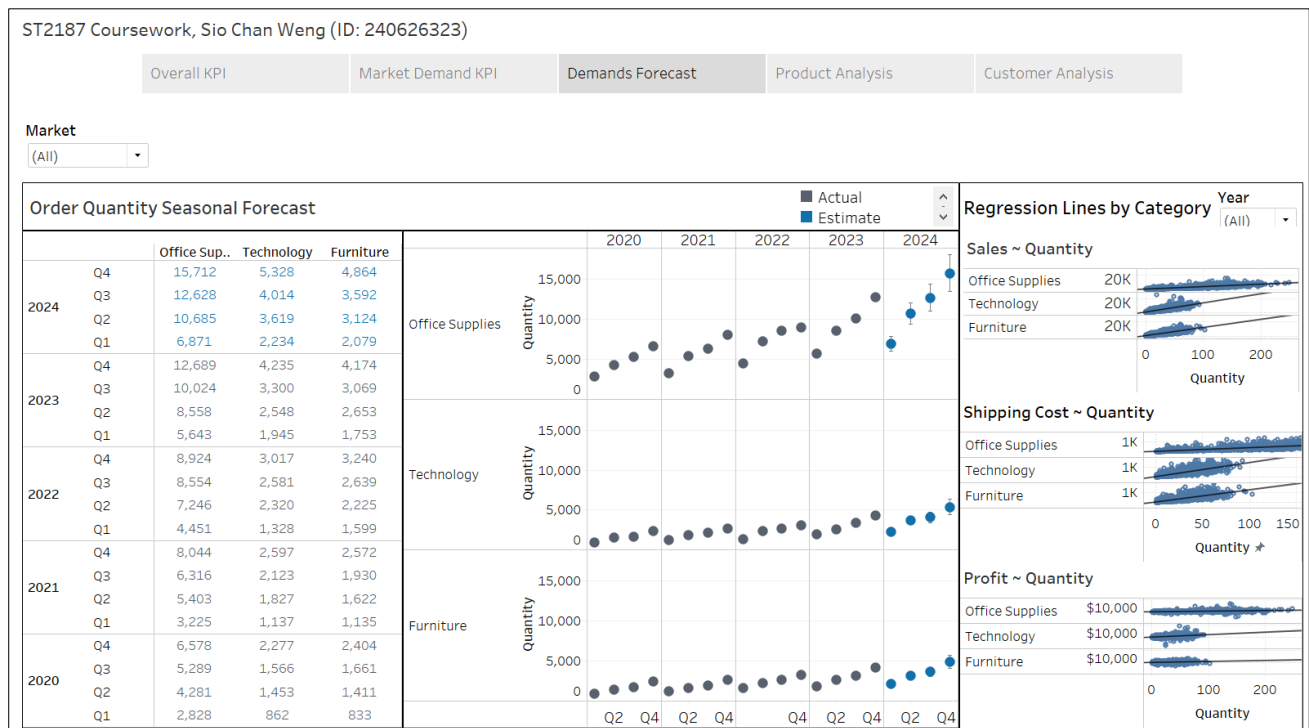 ST2187 Coursework, Sio Chan Weng (ID: 240626323)
Overall KPI Market Demand KPI Demands Forecast Product Analysis Customer Analysis
Market
(All)
Order Quantity Seasonal Forecast
Actual
Estimate
Office Sup.. Technology Furniture
2024
Q4 15,712 5,328 4,864
Q3 12,628 4,014 3,592
Q2 10,685 3,619 3,124
Q1 6,871 2,234 2,079
2023
Q4 12,689 4,235 4,174
Q3 10,024 3,300 3,069
Q2 8,558 2,548 2,653
Q1 5,643 1,945 1,753
2022
Q4 8,924 3,017 3,240
Q3 8,554 2,581 2,639
Q2 7,246 2,320 2,225
Q1 4,451 1,328 1,599
2021
Q4 8,044 2,597 2,572
Q3 6,316 2,123 1,930
Q2 5,403 1,827 1,622
Q1 3,225 1,137 1,135
2020
Q4 6,578 2,277 2,404
Q3 5,289 1,566 1,661
Q2 4,281 1,453 1,411
Q1 2,828 862 833
2020 2021 2022 2023 2024
Office Supplies
Quantity
15,000
10,000
5,000
0
Technology
Quantity
15,000
10,000
5,000
0
Furniture
Quantity
15,000
10,000
5,000
0
Q2 Q4 Q2 Q4 Q4 Q2 Q4 Q2 Q4
Regression Lines by Category
Year
(All)
Sales ~ Quantity
Office Supplies 20K
Technology 20K
Furniture 20K
0 100 200
Quantity
Shipping Cost ~ Quantity
Office Supplies 1K
Technology 1K
Furniture 1K
0 50 100 150
Quantity
Profit ~ Quantity
Office Supplies $10,000
Technology $10,000
Furniture $10,000
0 100 200
Quantity